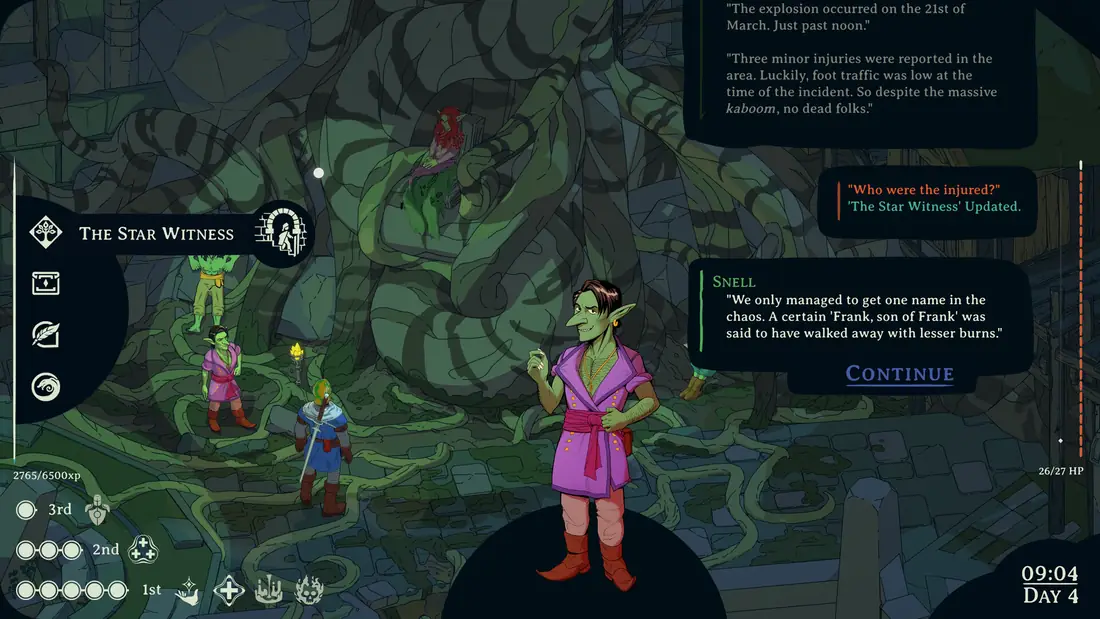 "The explosion occurred on the 21st of
March. Just past noon."
"Three minor injuries were reported in the
area. Luckily, foot traffic was low at the
time of the incident. So despite the massive
kaboom, no dead folks."
"Who were the injured?"
'The Star Witness' Updated.
The Star Witness
Snell
"We only managed to get one name in the
chaos. A certain 'Frank, son of Frank' was
said to have walked away with lesser burns."
Continue
2765/6500xp
26/27 HP
3rd
2nd
1st
09:04
Day 4